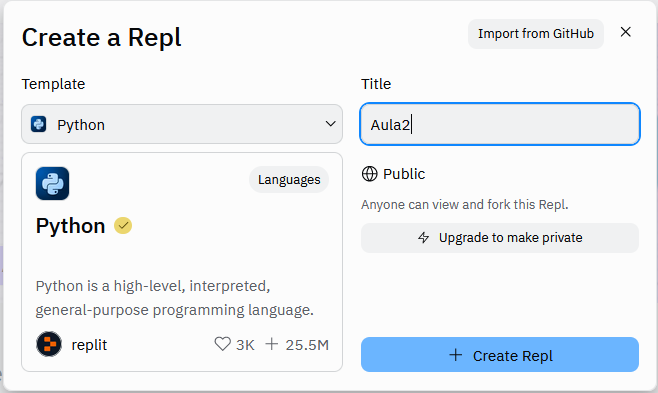 Create a Repl
Import from GitHub
Template
Python
Languages
Python
Python is a high-level, interpreted,
general-purpose programming language.
replit
3K
25.5M
Title
Aula2
Public
Anyone can view and fork this Repl.
Upgrade to make private
Create Repl